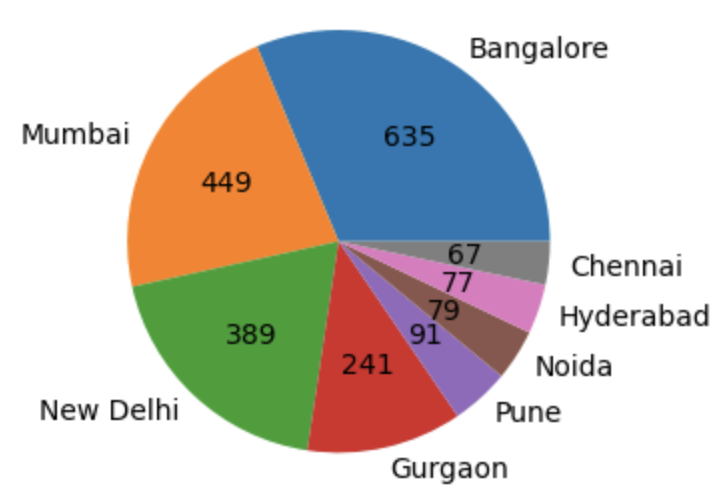 Bangalore
635
Mumbai
449
New Delhi
389
Gurgaon
241
Pune
91
Noida
79
Hyderabad
77
Chennai
67